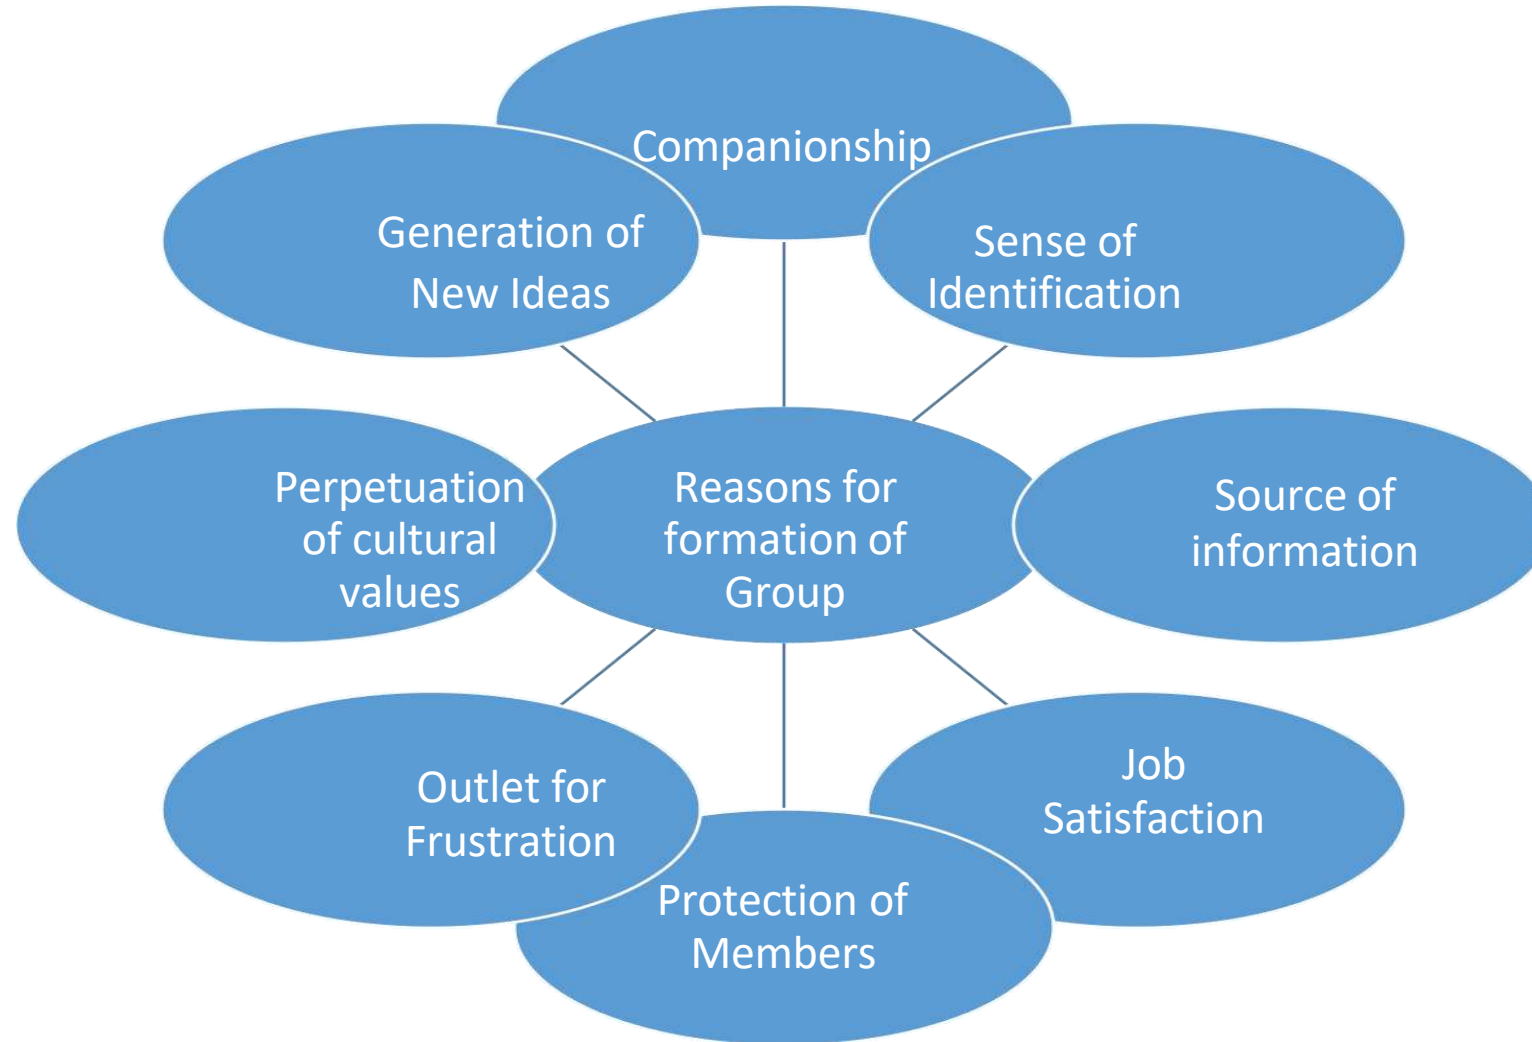 Companionship
Generation of
New Ideas
Sense of
Identification
Perpetuation
of cultural
values
Reasons for
formation of
Group
Source of
information
Outlet for
Frustration
Job
Satisfaction
Protection of
Members